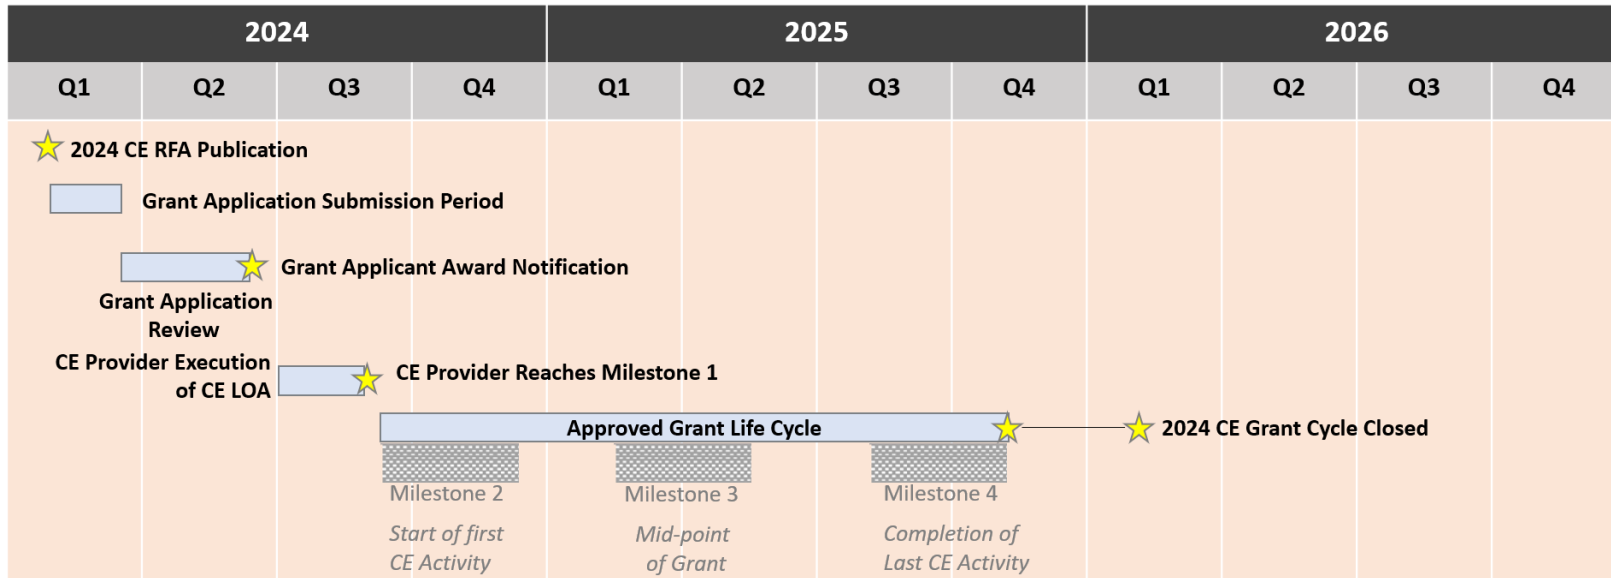 2024 2025 2026
Q1 Q2 Q3 Q4 Q1 Q2 Q3 Q4 Q1 Q2 Q3 Q4
2024 CE RFA Publication
Grant Application Submission Period
Grant Applicant Award Notification
Grant Application
Review
CE Provider Execution
of CE LOA
CE Provider Reaches Milestone 1
Approved Grant Life Cycle
2024 CE Grant Cycle Closed
Milestone 2
Start of first
CE Activity
Milestone 3
Mid-point
of Grant
Milestone 4
Completion of
Last CE Activity